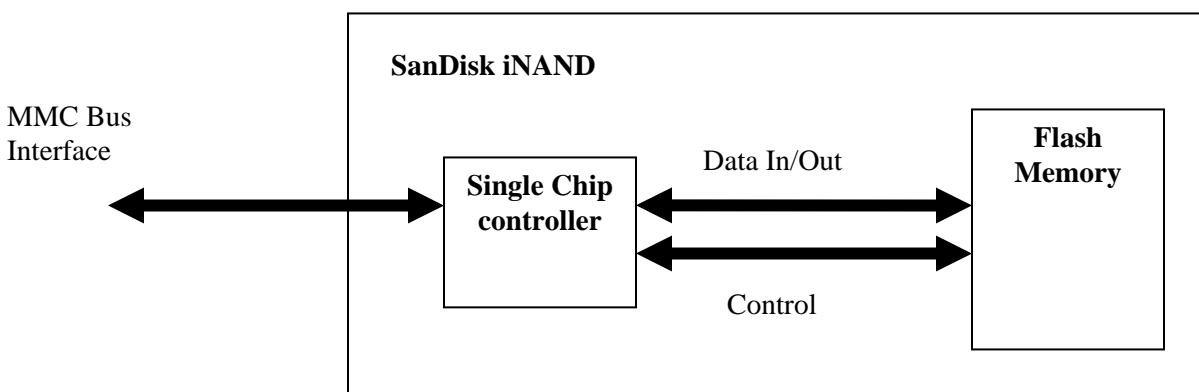 SanDisk iNAND
MMC Bus
Interface
Single Chip
controller
Data In/Out
Control
Flash
Memory